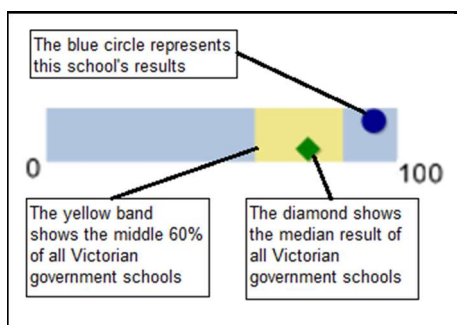 The blue circle represents
this school's results
0
100
The yellow band
shows the middle 60%
of all Victorian
government schools
The diamond shows
the median result of
all Victorian
government schools